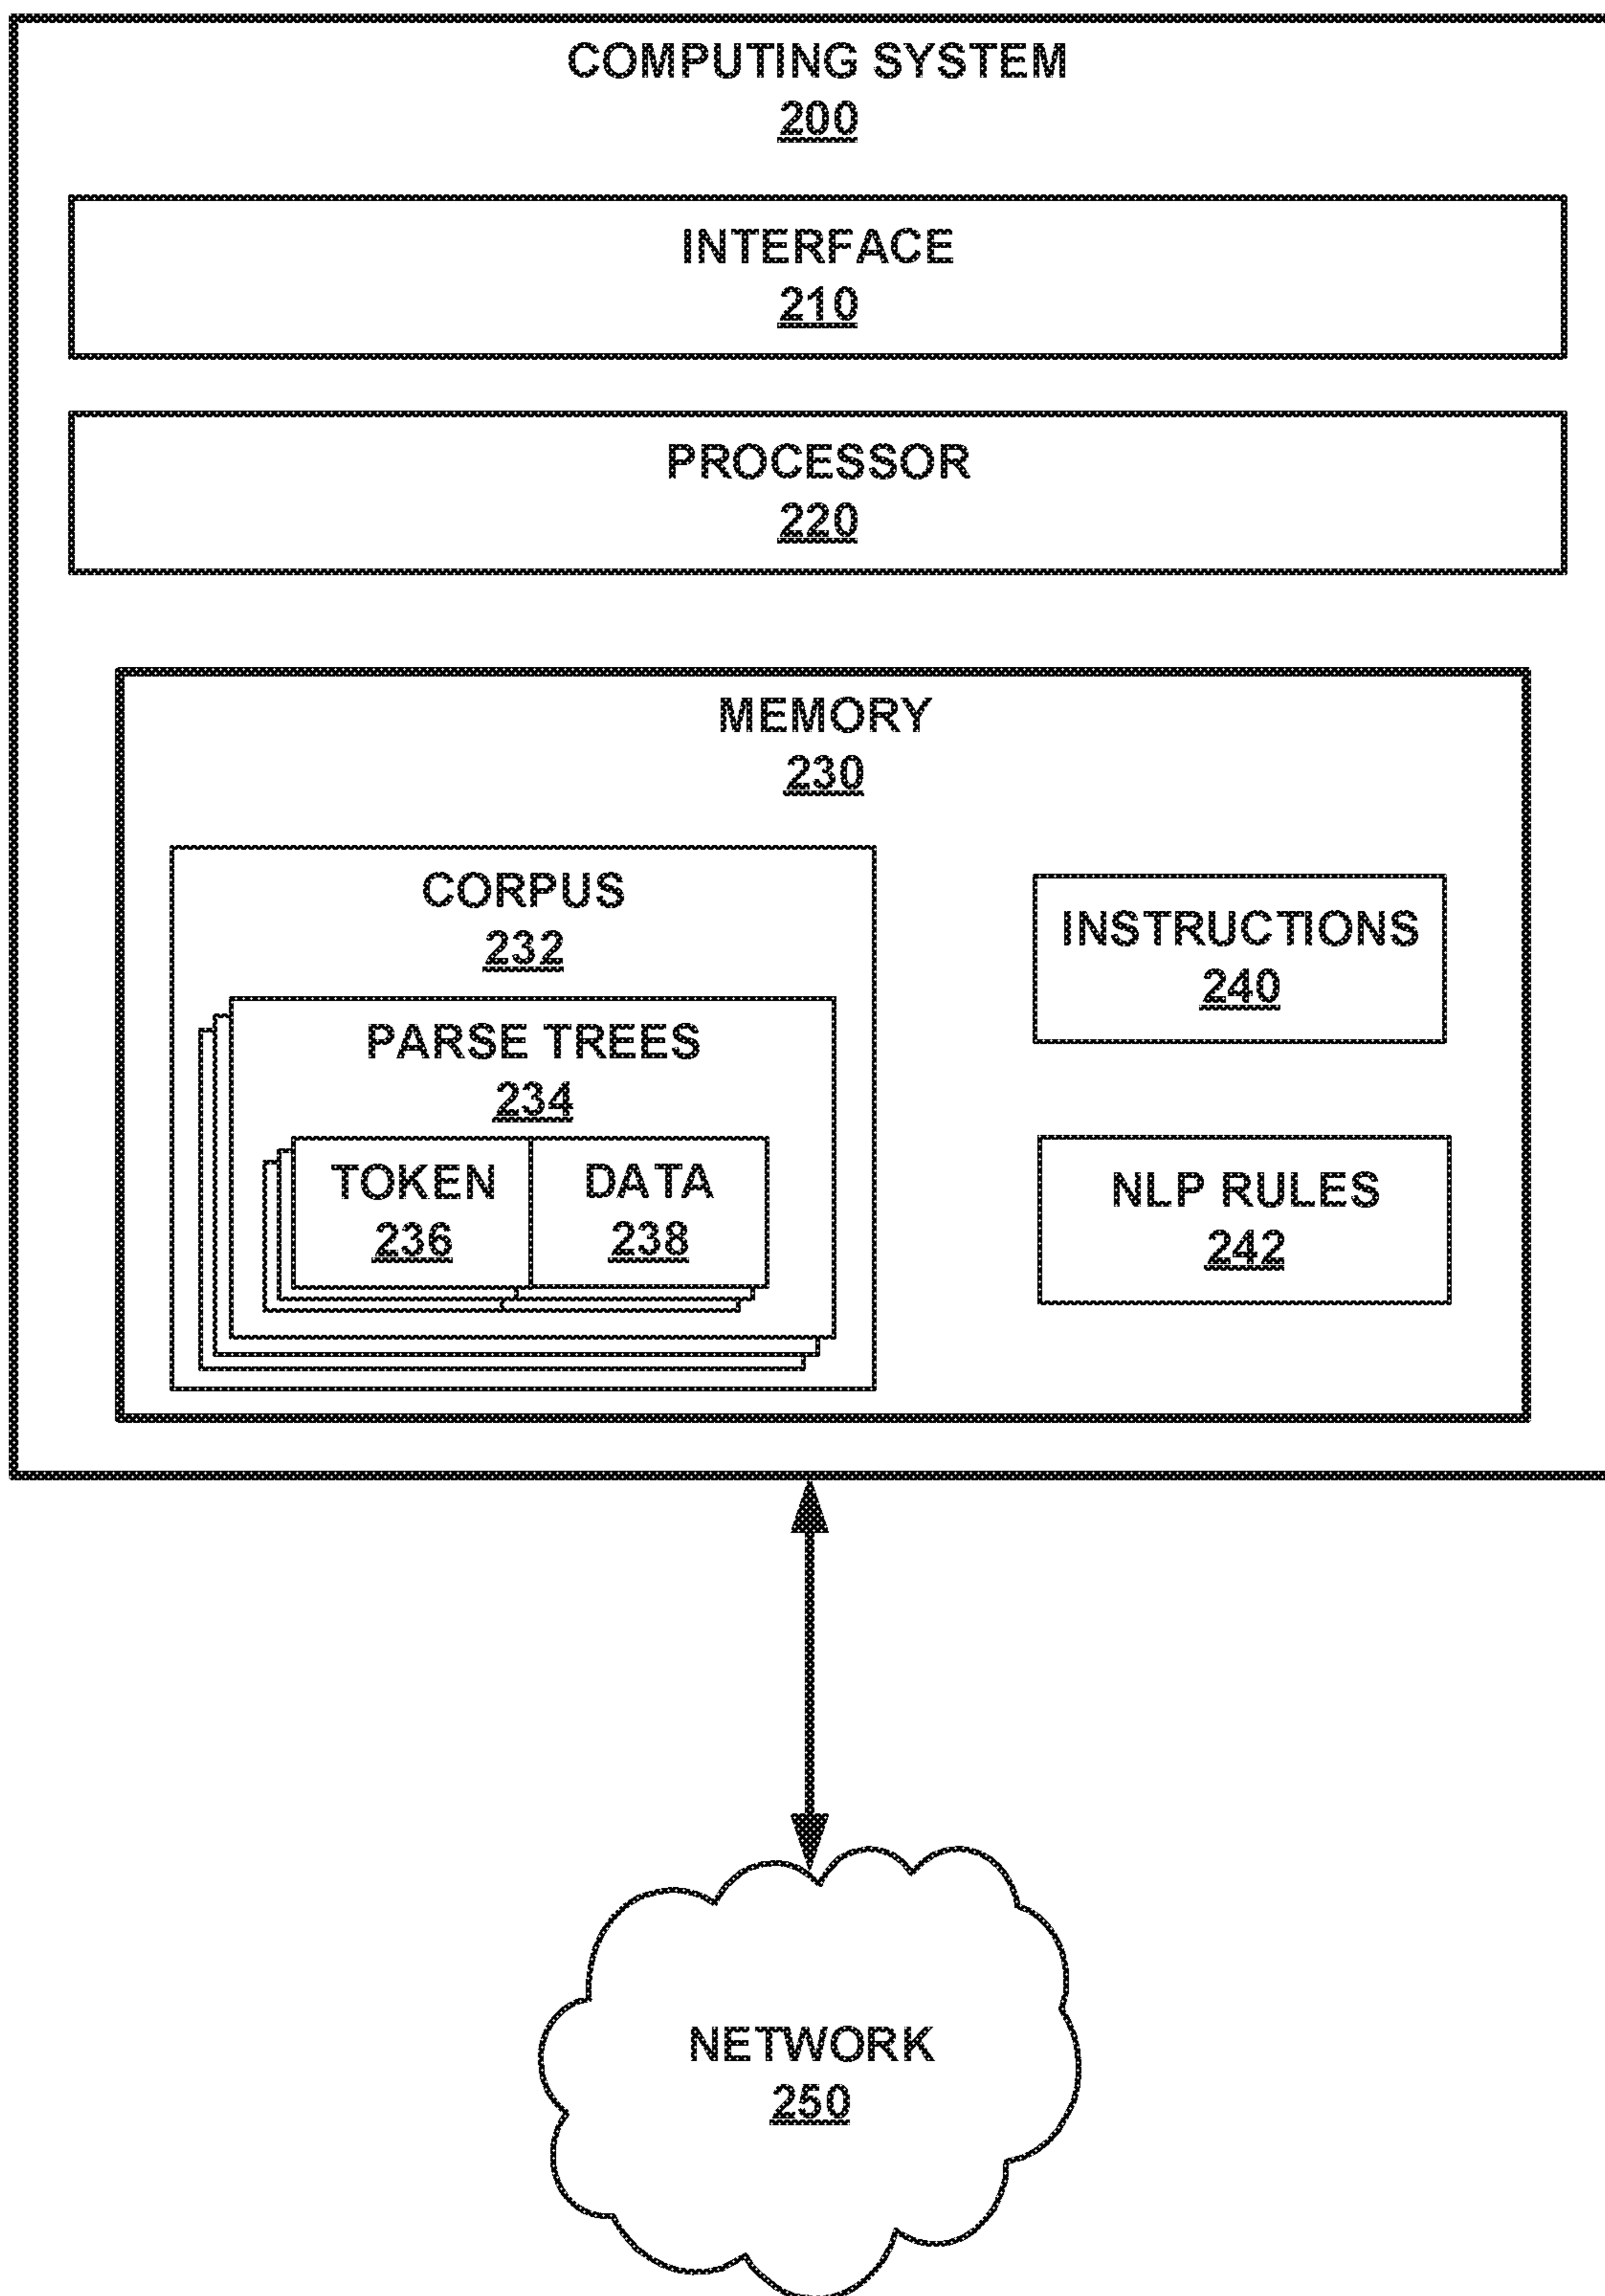 COMPUTING SYSTEM
200
INTERFACE
210
PROCESSOR
220
MEMORY
230
CORPUS
232
PARSE TREES
234
TOKEN
236
DATA
238
INSTRUCTIONS
240
NLP RULES
242
NETWORK
250